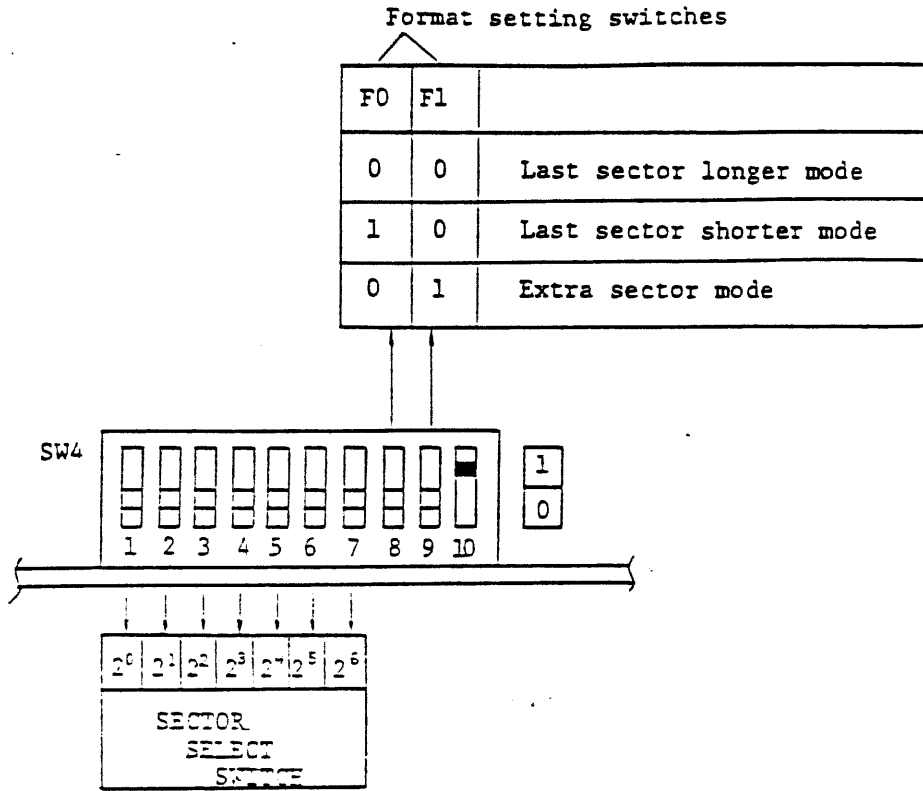 Format setting switches
F0 F1
0 0 Last sector longer mode
1 0 Last sector shorter mode
0 1 Extra sector mode
SW4
1
0
1 2 3 4 5 6 7 8 9 10
2⁰ 2¹ 2² 2³ 2⁵ 2⁶
SECTOR
SELECT
SWITCH